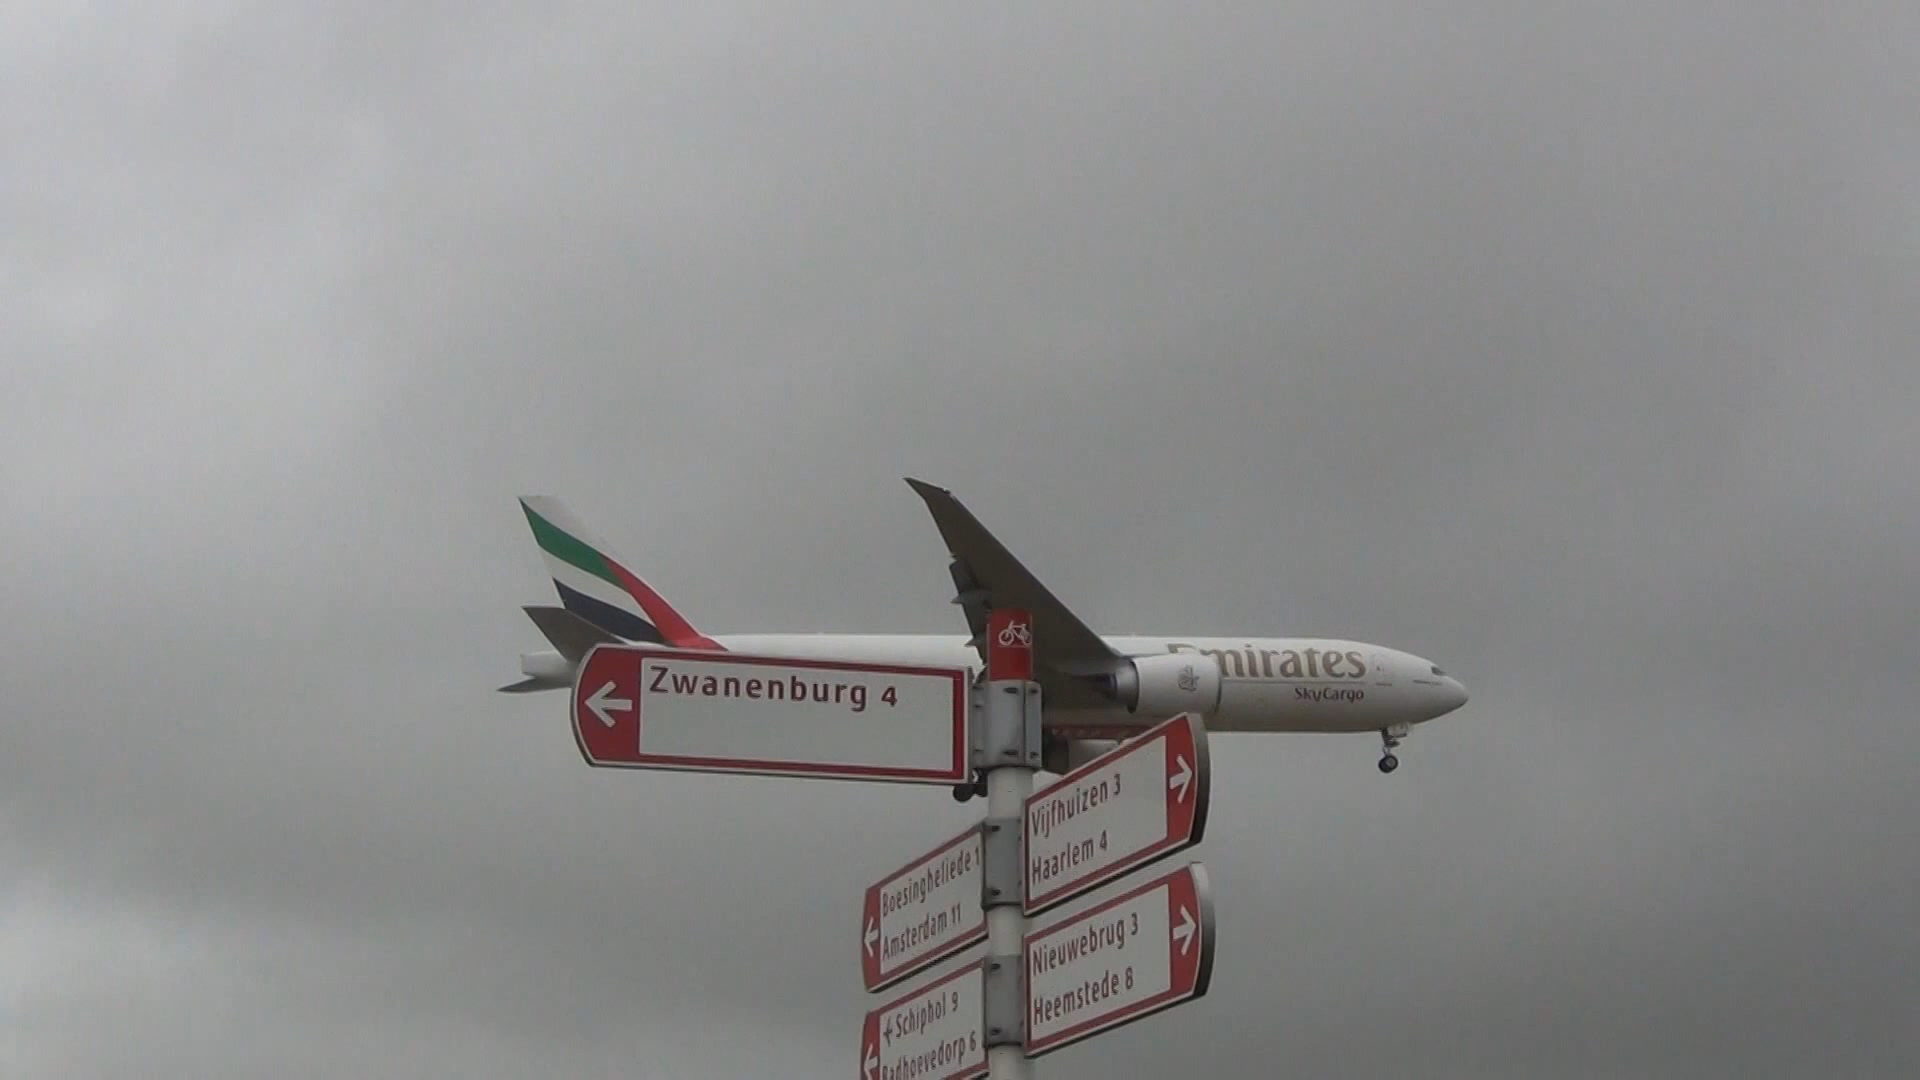 Emirates
SkyCargo
Zwanenburg 4
Vijfhuizen 3
Haarlem 4
Boesingheliede 1
Amsterdam 11
Nieuwebrug 3
Heemstede 8
Schiphol 9
Badhoevedorp 6